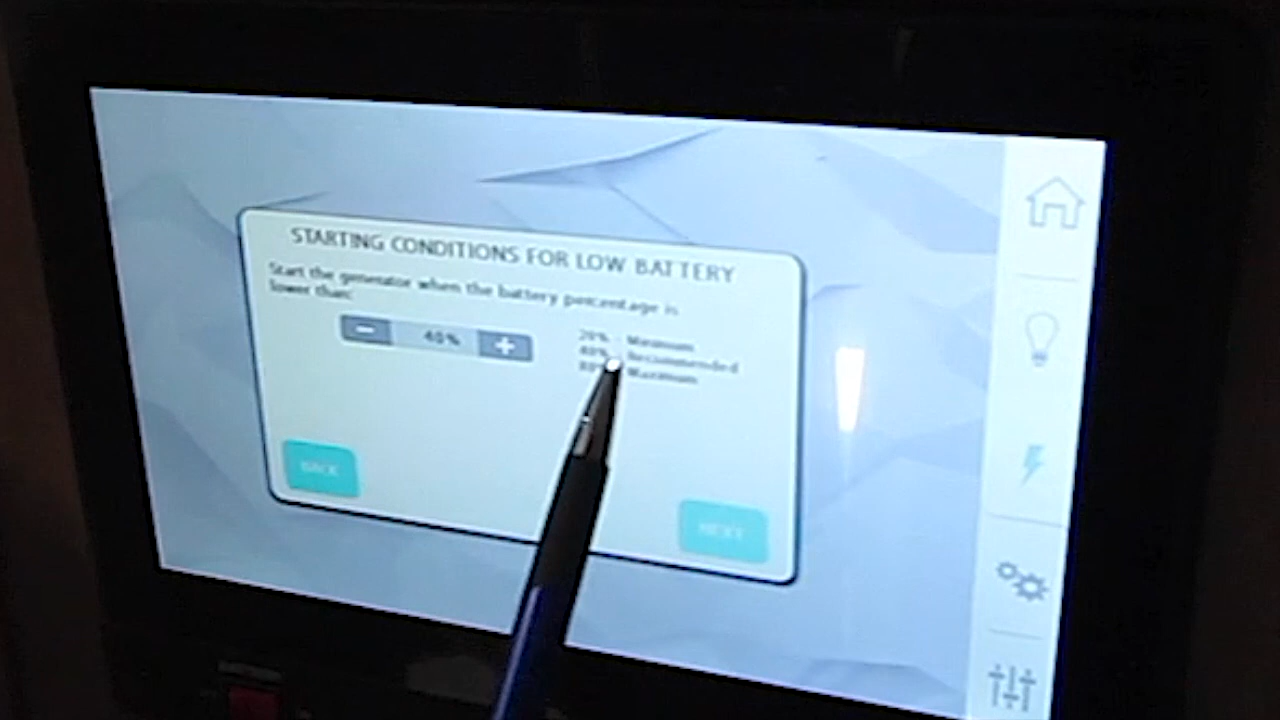 STARTING CONDITIONS FOR LOW BATTERY
Start the generator when the battery percentage is
lower than:
− 40% +
20% Minimum
40% Recommended
Maximum
BACK
NEXT